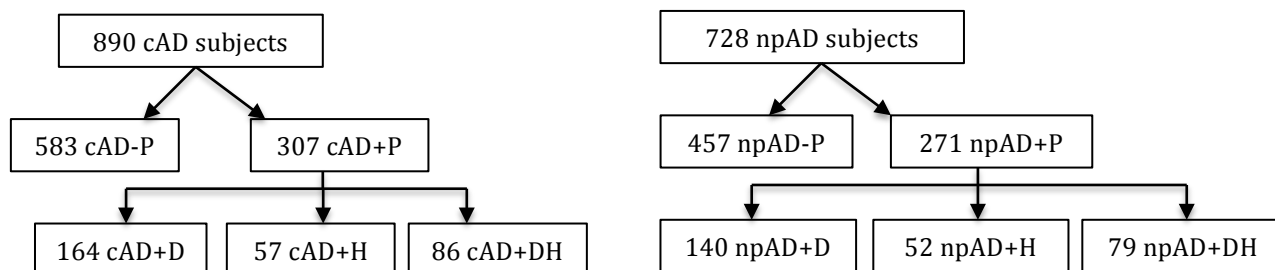 890 cAD subjects
583 cAD-P
307 cAD+P
164 cAD+D
57 cAD+H
86 cAD+DH
728 npAD subjects
457 npAD-P
271 npAD+P
140 npAD+D
52 npAD+H
79 npAD+DH